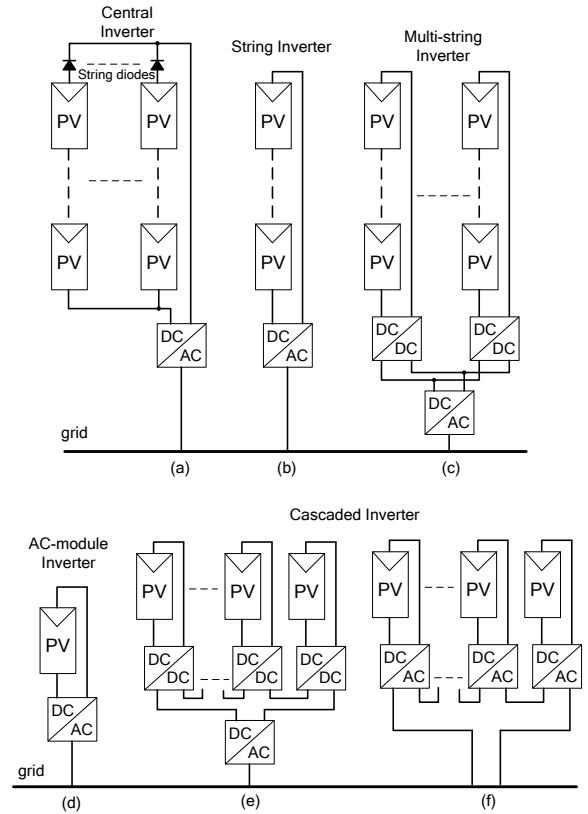 Central
Inverter
String Inverter
Multi-string
Inverter
String diodes
PV
PV
PV
PV
PV
PV
PV
PV
PV
PV
DC
AC
DC
AC
DC
DC
DC
DC
DC
AC
grid
(a)
(b)
(c)
Cascaded Inverter
AC-module
Inverter
PV
PV
PV
PV
PV
PV
PV
DC
DC
DC
DC
DC
DC
DC
AC
DC
AC
DC
AC
DC
AC
DC
AC
grid
(d)
(e)
(f)